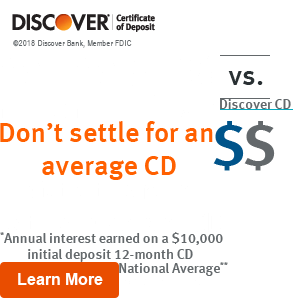 DISCOVER® Certificate of Deposit
©2018 Discover Bank, Member FDIC
vs.
Discover CD
Don't settle for an
average CD
$$
*Annual interest earned on a $10,000
initial deposit 12-month CD
National Average**
Learn More